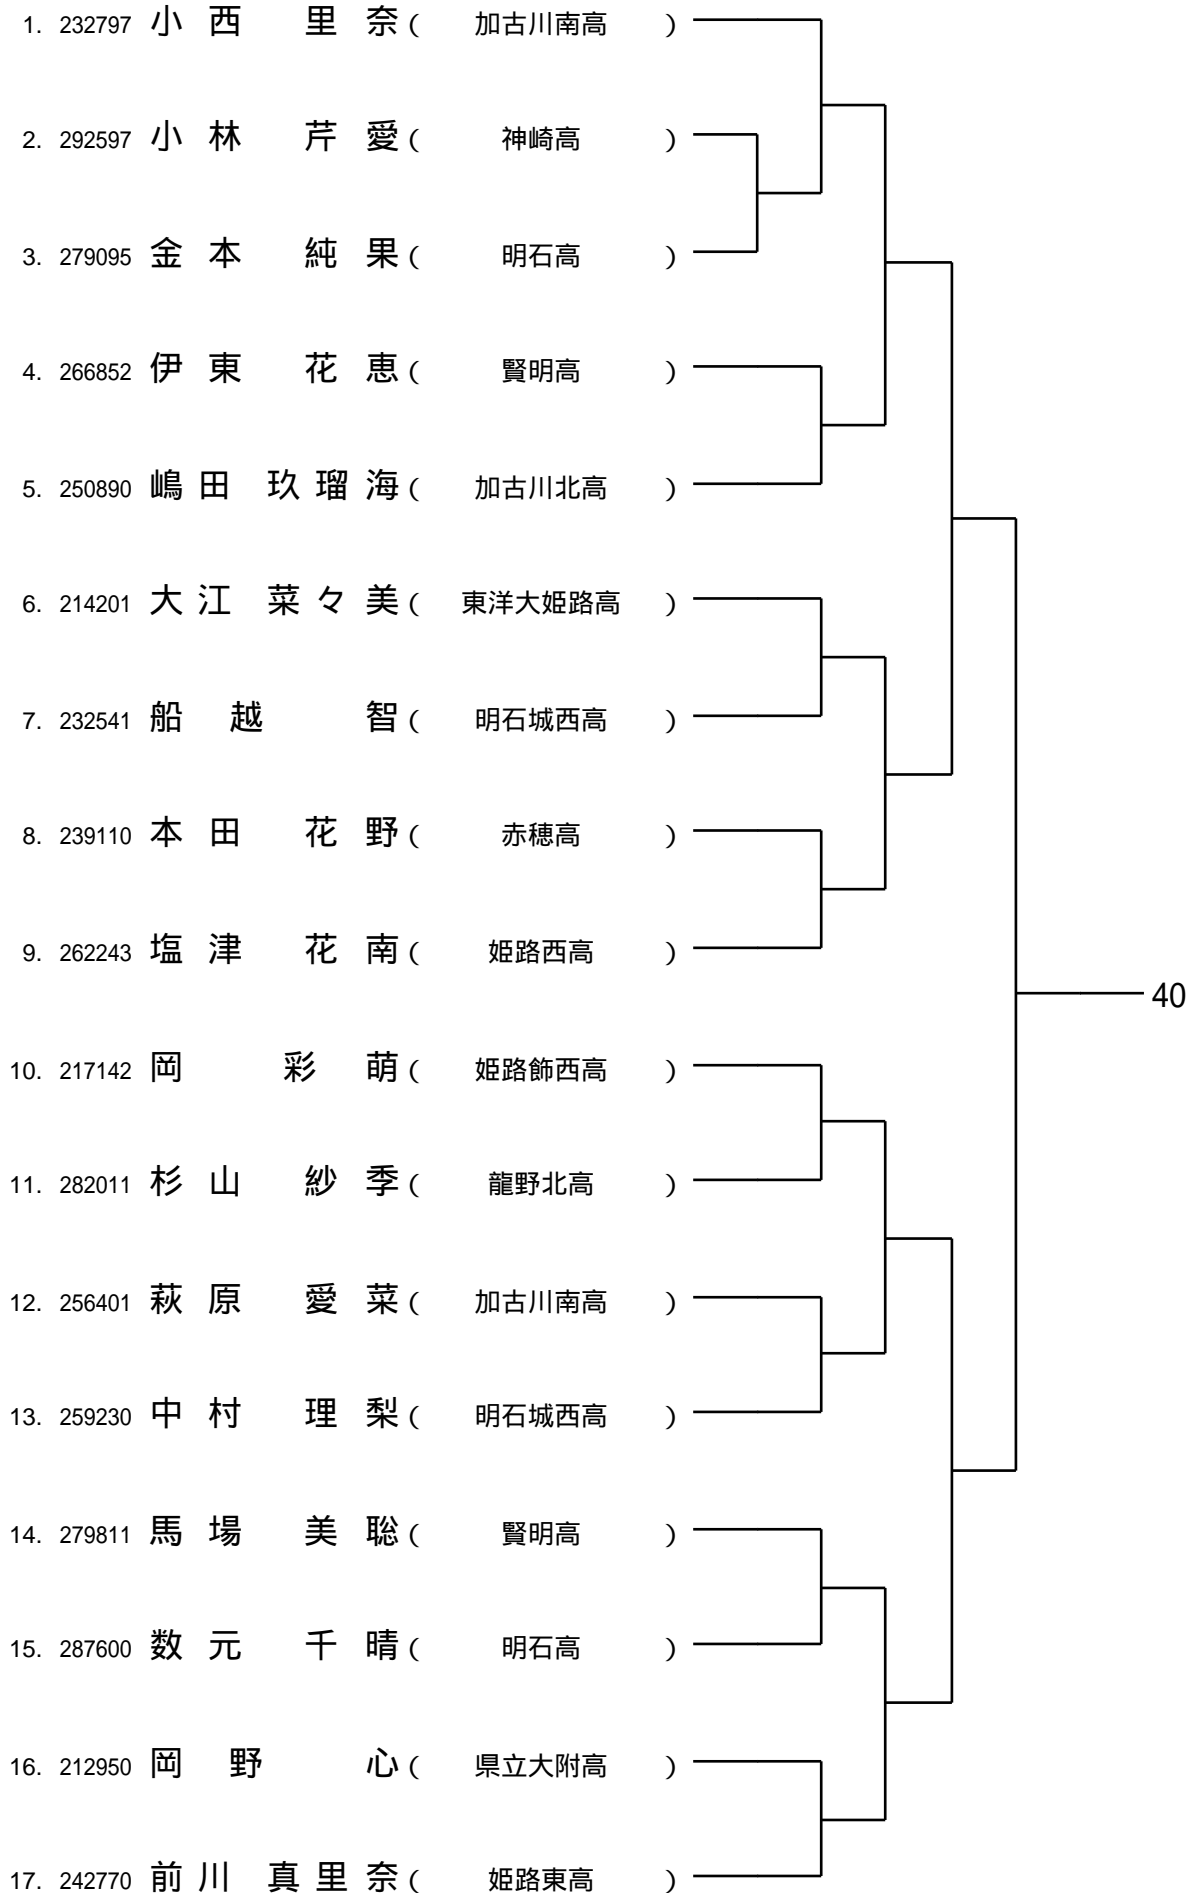 1. 232797 小西 里奈 ( 加古川南高 )
2. 292597 小林 芹愛 ( 神崎高 )
3. 279095 金本 純果 ( 明石高 )
4. 266852 伊東 花恵 ( 賢明高 )
5. 250890 嶋田 玖瑠海 ( 加古川北高 )
6. 214201 大江 菜々美 ( 東洋大姫路高 )
7. 232541 船越 智 ( 明石城西高 )
8. 239110 本田 花野 ( 赤穂高 )
9. 262243 塩津 花南 ( 姫路西高 )
40
10. 217142 岡 彩萌 ( 姫路飾西高 )
11. 282011 杉山 紗季 ( 龍野北高 )
12. 256401 萩原 愛菜 ( 加古川南高 )
13. 259230 中村 理梨 ( 明石城西高 )
14. 279811 馬場 美聡 ( 賢明高 )
15. 287600 数元 千晴 ( 明石高 )
16. 212950 岡野 心 ( 県立大附高 )
17. 242770 前川 真里奈 ( 姫路東高 )